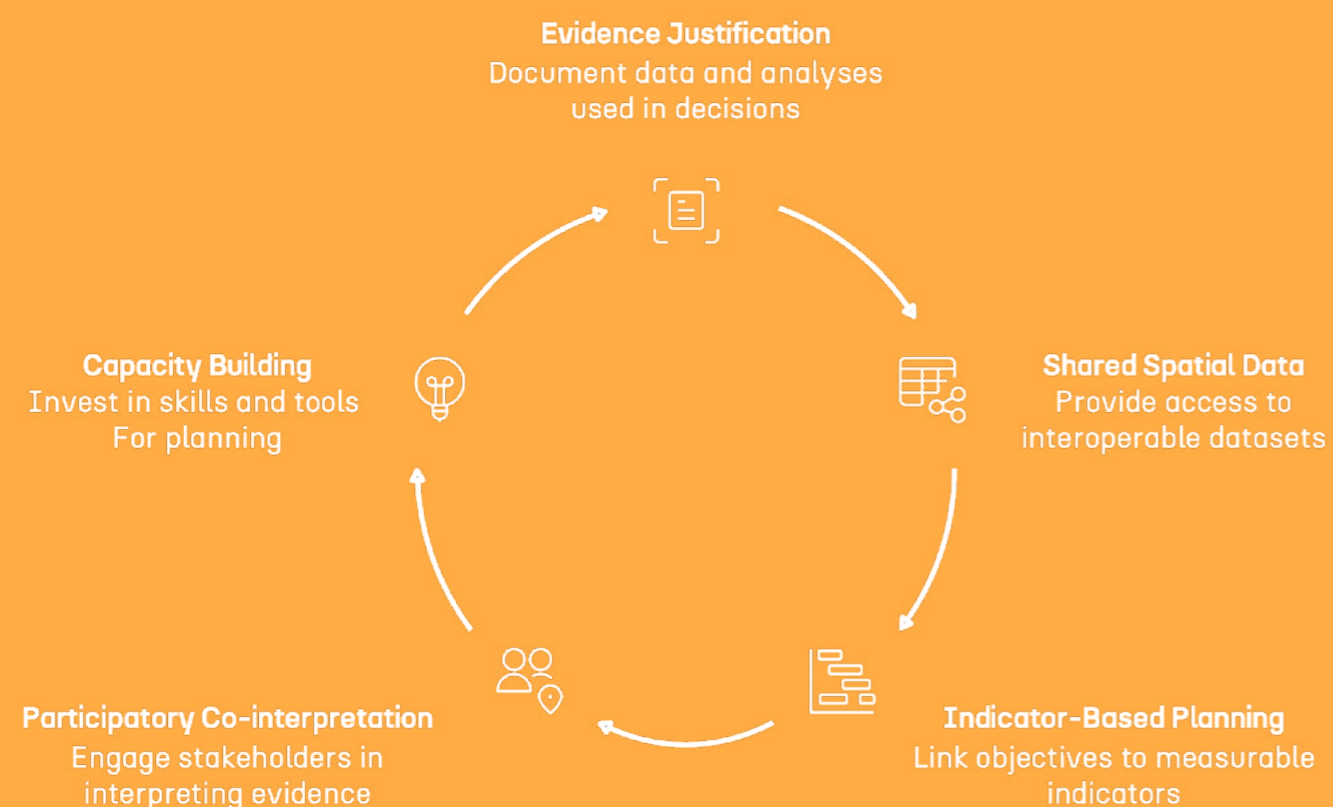 Evidence Justification
Document data and analyses
used in decisions
Capacity Building
Invest in skills and tools
For planning
Shared Spatial Data
Provide access to
interoperable datasets
Participatory Co-interpretation
Engage stakeholders in
interpreting evidence
Indicator-Based Planning
Link objectives to measurable
indicators